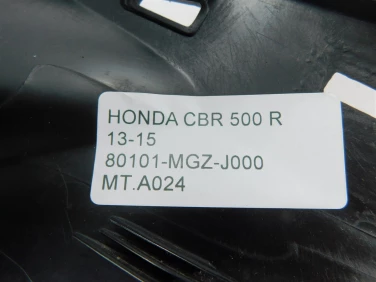 HONDA CBR 500 R
13-15
80101-MGZ-J000
MT.A024